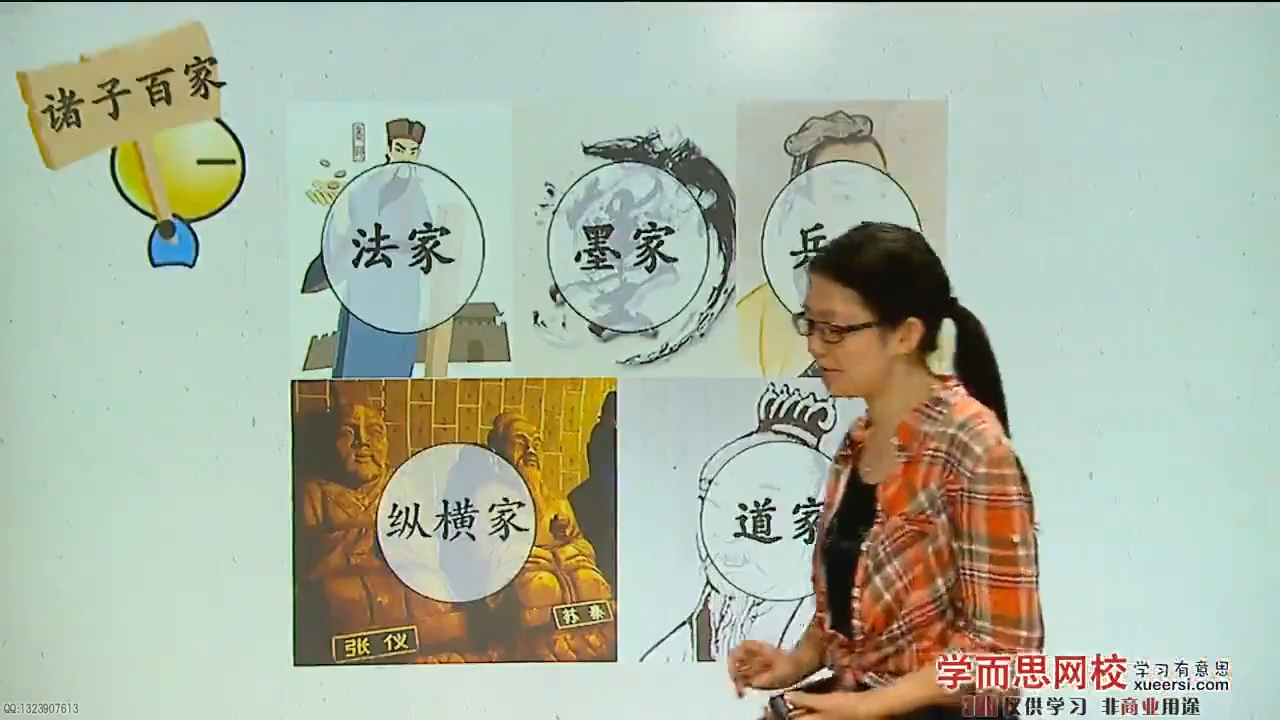 诸子百家
法家
墨家
兵
纵横家
道家
张仪
苏秦
学而思网校
学习有意思
xueersi.com
仅供学习 非商业用途
QQ:1323907613